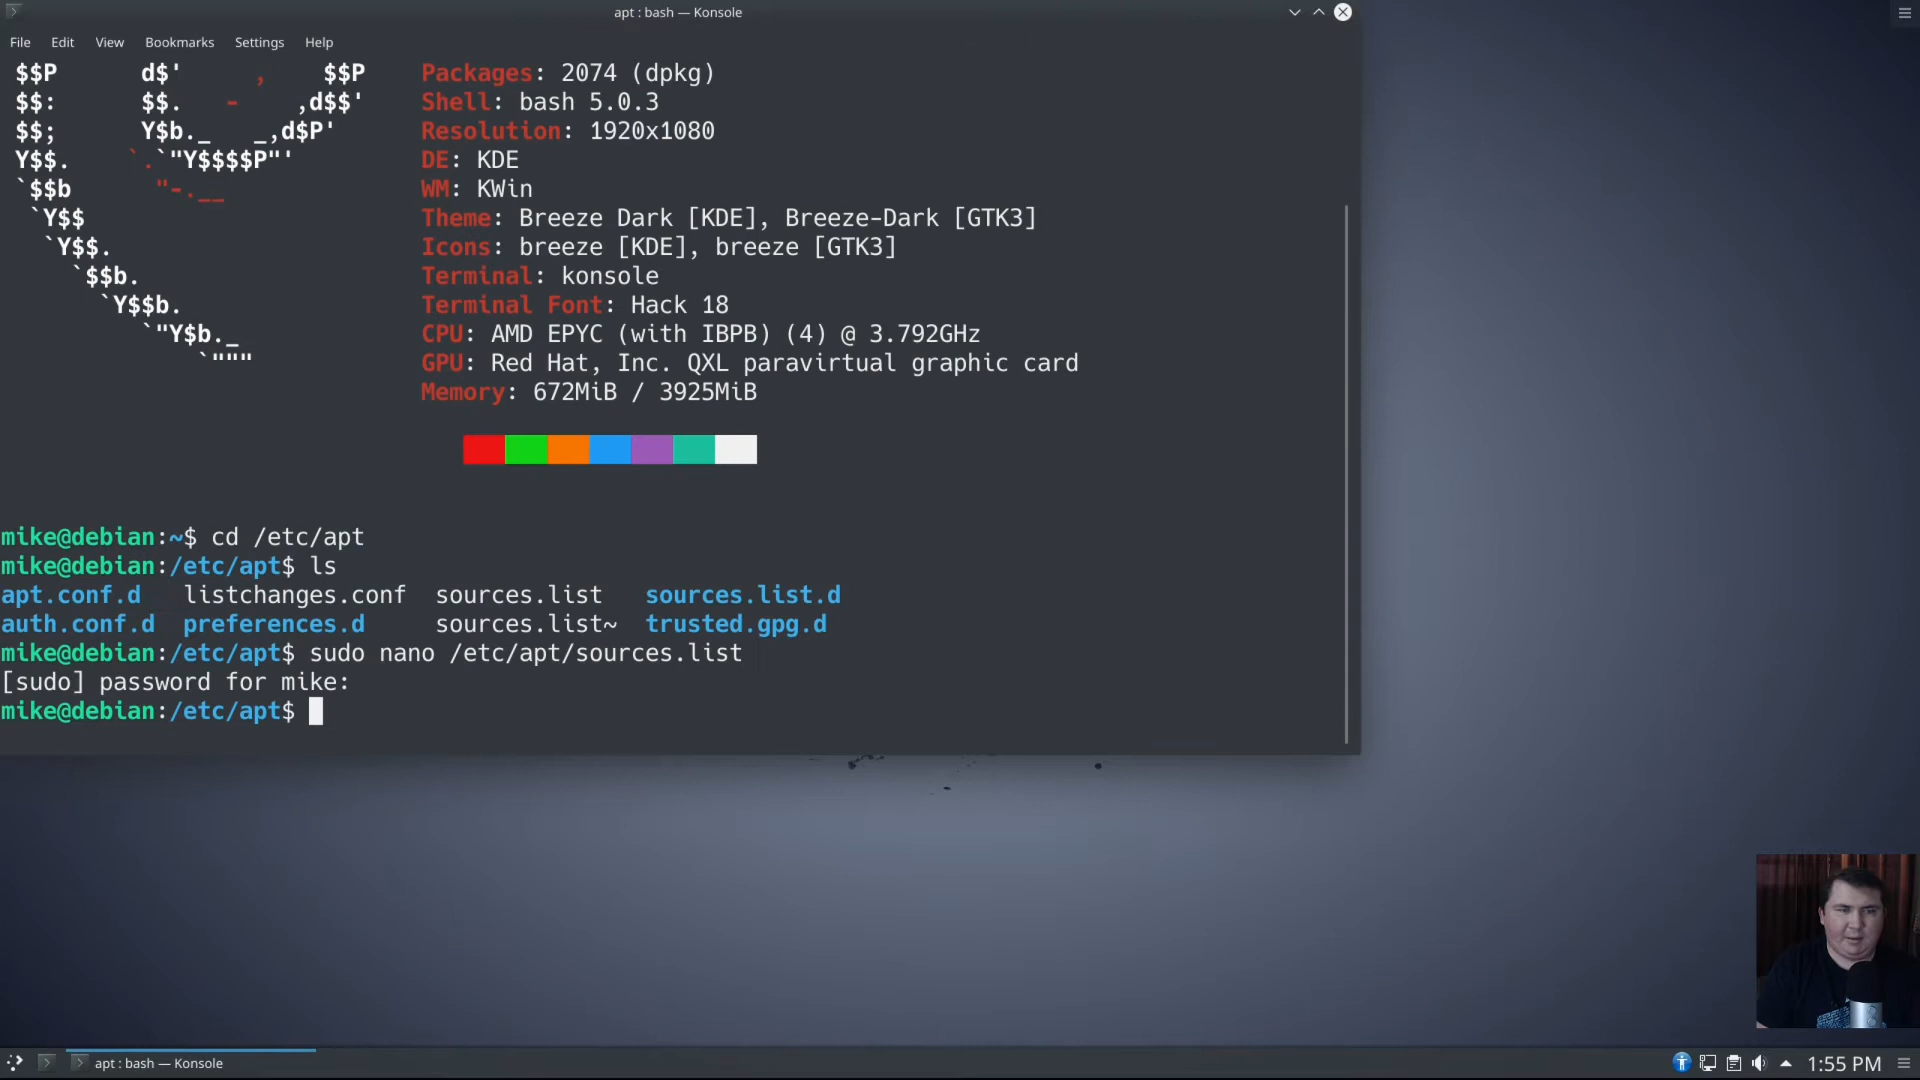 apt : bash — Konsole
File Edit View Bookmarks Settings Help
$$P      d$'     ,    $$P    Packages: 2074 (dpkg)
$$:      $$.   -    ,d$$'    Shell: bash 5.0.3
$$;      Y$b._   _,d$P'      Resolution: 1920x1080
Y$$.    `.`"Y$$$$P"'         DE: KDE
`$$b      "-.__              WM: KWin
`Y$$                        Theme: Breeze Dark [KDE], Breeze-Dark [GTK3]
`Y$$.                      Icons: breeze [KDE], breeze [GTK3]
`$$b.                    Terminal: konsole
`Y$$b.                 Terminal Font: Hack 18
`"Y$b._             CPU: AMD EPYC (with IBPB) (4) @ 3.792GHz
`"""            GPU: Red Hat, Inc. QXL paravirtual graphic card
Memory: 672MiB / 3925MiB
mike@debian:~$ cd /etc/apt
mike@debian:/etc/apt$ ls
apt.conf.d   listchanges.conf  sources.list   sources.list.d
auth.conf.d  preferences.d     sources.list~  trusted.gpg.d
mike@debian:/etc/apt$ sudo nano /etc/apt/sources.list
[sudo] password for mike:
mike@debian:/etc/apt$
apt : bash — Konsole
1:55 PM